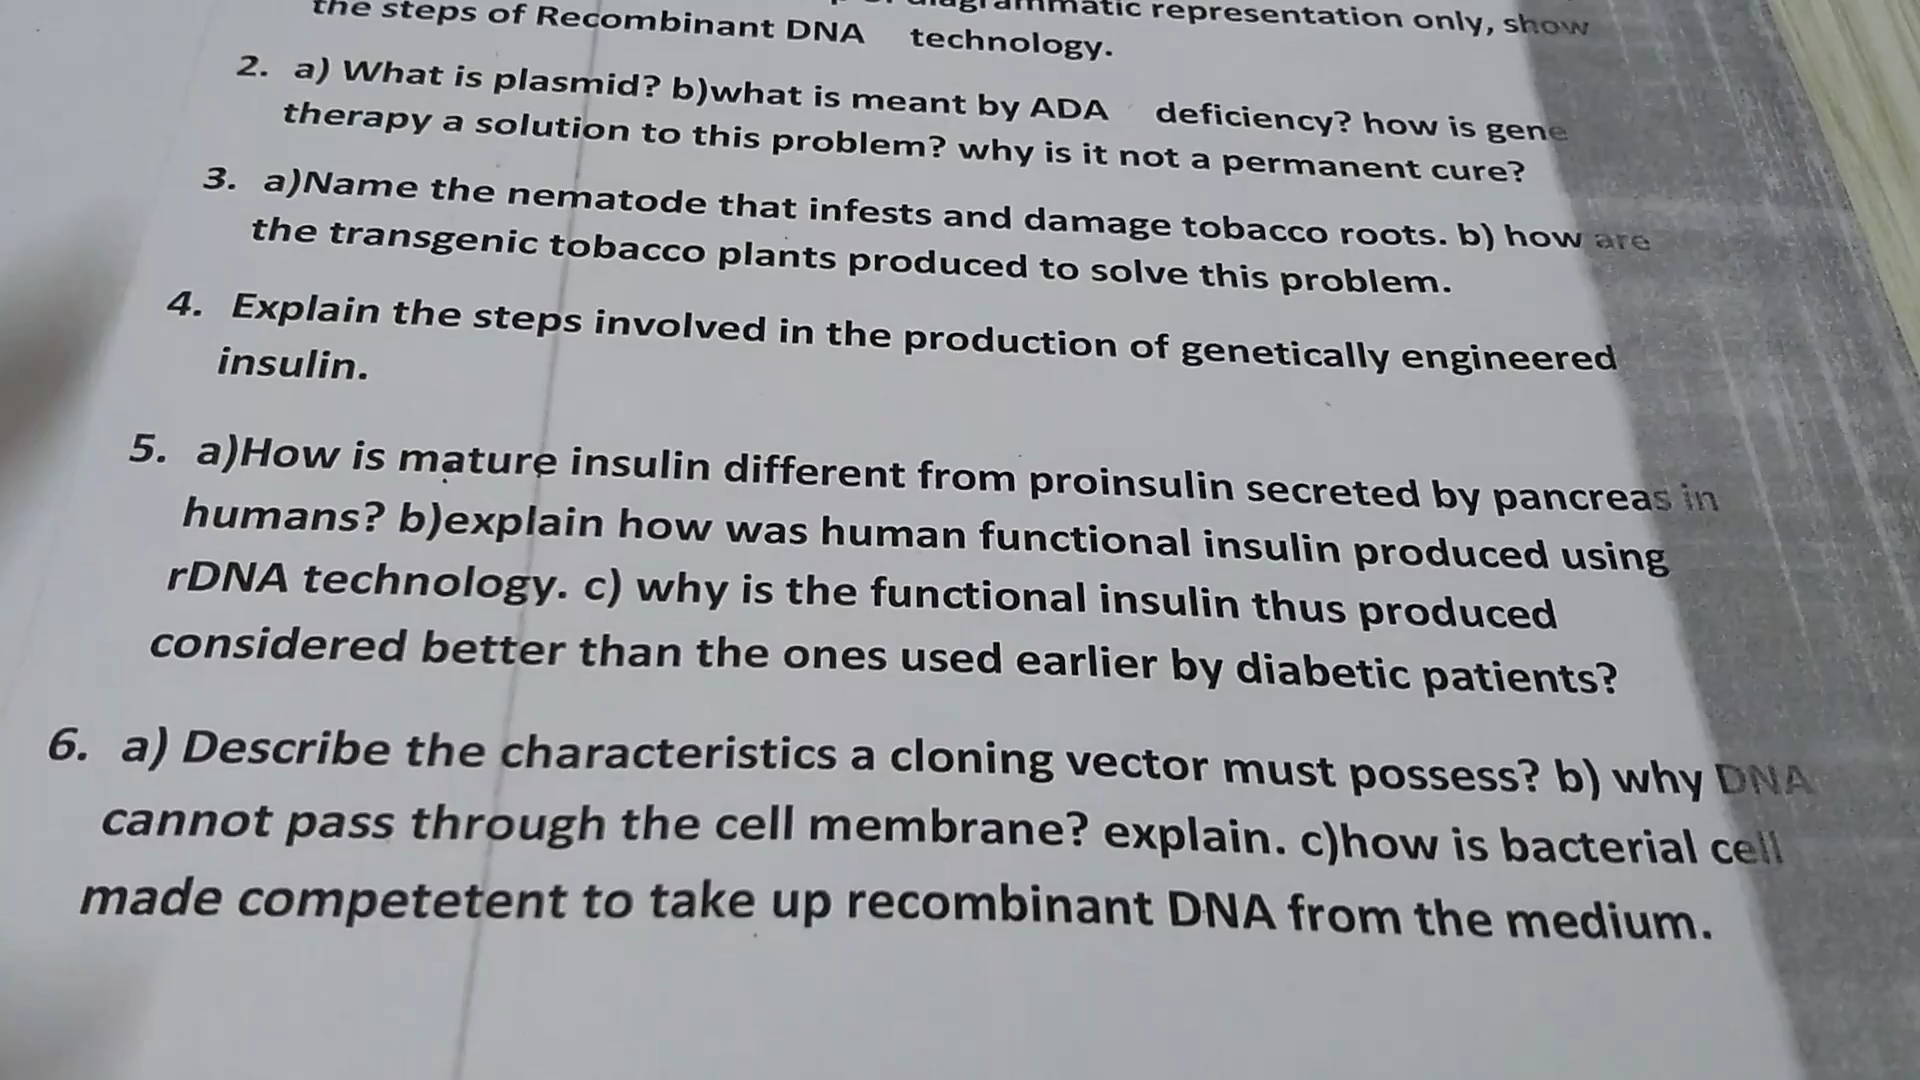 diagrammatic representation only, show
the steps of Recombinant DNA technology.
2. a) What is plasmid? b)what is meant by ADA deficiency? how is gene
therapy a solution to this problem? why is it not a permanent cure?
3. a)Name the nematode that infests and damage tobacco roots. b) how are
the transgenic tobacco plants produced to solve this problem.
4. Explain the steps involved in the production of genetically engineered
insulin.
5. a)How is mature insulin different from proinsulin secreted by pancreas in
humans? b)explain how was human functional insulin produced using
rDNA technology. c) why is the functional insulin thus produced
considered better than the ones used earlier by diabetic patients?
6. a) Describe the characteristics a cloning vector must possess? b) why DNA
cannot pass through the cell membrane? explain. c)how is bacterial cell
made competetent to take up recombinant DNA from the medium.